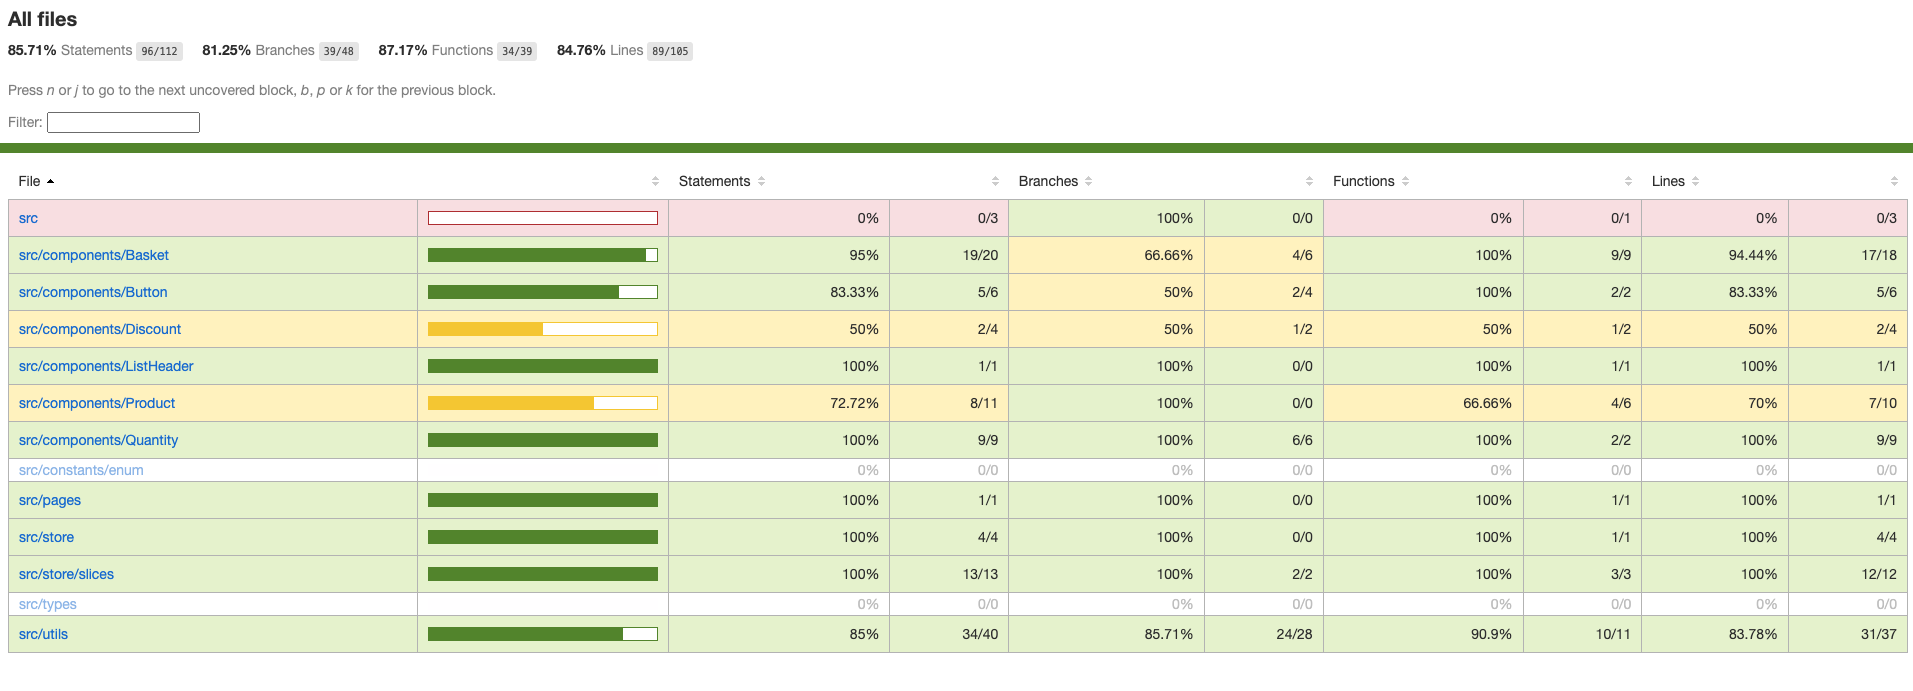 All files
85.71% Statements 96/112 81.25% Branches 39/48 87.17% Functions 34/39 84.76% Lines 89/105
Press n or j to go to the next uncovered block, b, p or k for the previous block.
Filter:
File Statements Branches Functions Lines
src 0% 0/3 100% 0/0 0% 0/1 0% 0/3
src/components/Basket 95% 19/20 66.66% 4/6 100% 9/9 94.44% 17/18
src/components/Button 83.33% 5/6 50% 2/4 100% 2/2 83.33% 5/6
src/components/Discount 50% 2/4 50% 1/2 50% 1/2 50% 2/4
src/components/ListHeader 100% 1/1 100% 0/0 100% 1/1 100% 1/1
src/components/Product 72.72% 8/11 100% 0/0 66.66% 4/6 70% 7/10
src/components/Quantity 100% 9/9 100% 6/6 100% 2/2 100% 9/9
src/constants/enum 0% 0/0 0% 0/0 0% 0/0 0% 0/0
src/pages 100% 1/1 100% 0/0 100% 1/1 100% 1/1
src/store 100% 4/4 100% 0/0 100% 1/1 100% 4/4
src/store/slices 100% 13/13 100% 2/2 100% 3/3 100% 12/12
src/types 0% 0/0 0% 0/0 0% 0/0 0% 0/0
src/utils 85% 34/40 85.71% 24/28 90.9% 10/11 83.78% 31/37